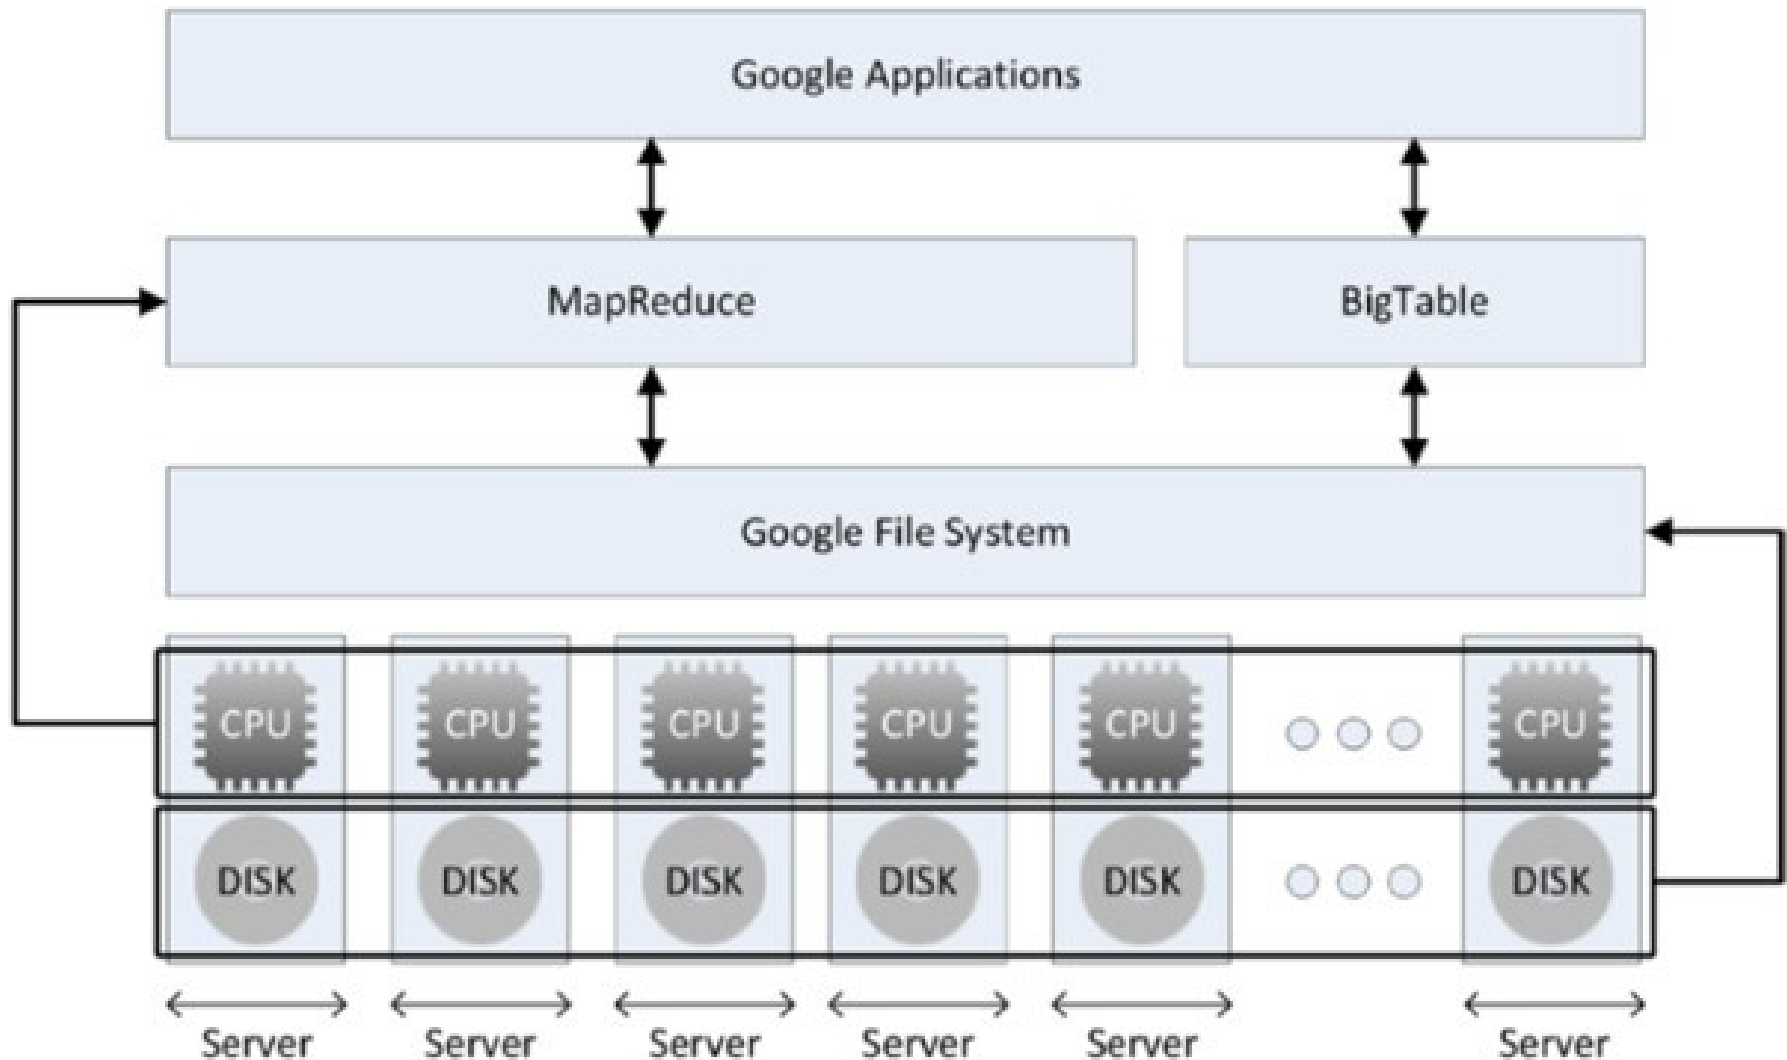 Google Applications
MapReduce
BigTable
Google File System
CPU CPU CPU CPU CPU CPU
DISK DISK DISK DISK DISK DISK
Server Server Server Server Server Server